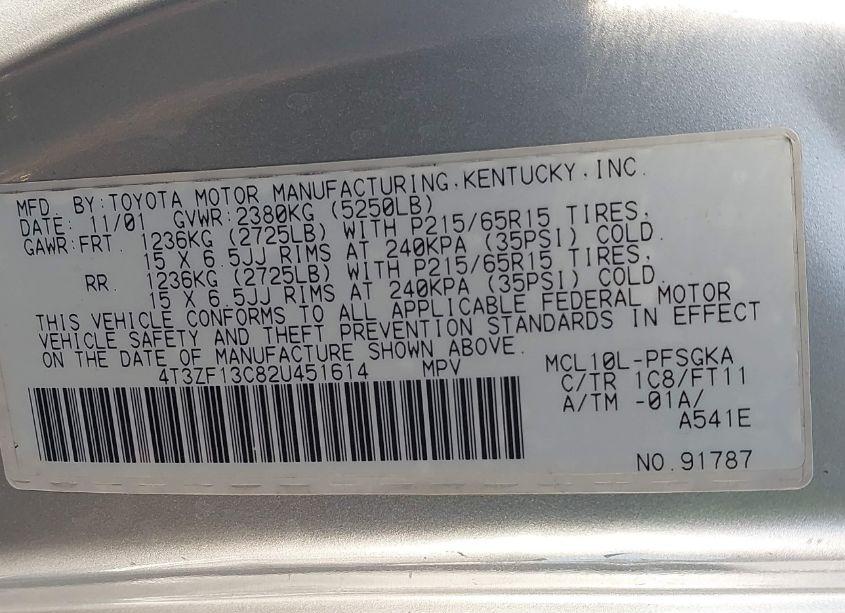 MFD. BY: TOYOTA MOTOR MANUFACTURING, KENTUCKY, INC.
DATE: 11/01 GVWR: 2380KG (5250LB)
GAWR: FRT. 1236KG (2725LB) WITH P215/65R15 TIRES,
15 X 6.5JJ RIMS AT 240KPA (35PSI) COLD.
RR. 1236KG (2725LB) WITH P215/65R15 TIRES,
15 X 6.5JJ RIMS AT 240KPA (35PSI) COLD.
THIS VEHICLE CONFORMS TO ALL APPLICABLE FEDERAL MOTOR
VEHICLE SAFETY AND THEFT PREVENTION STANDARDS IN EFFECT
ON THE DATE OF MANUFACTURE SHOWN ABOVE.
4T3ZF13C82U451614 MPV MCL10L-PFSGKA
C/TR 1C8/FT11
A/TM -01A/
A541E
NO.91787